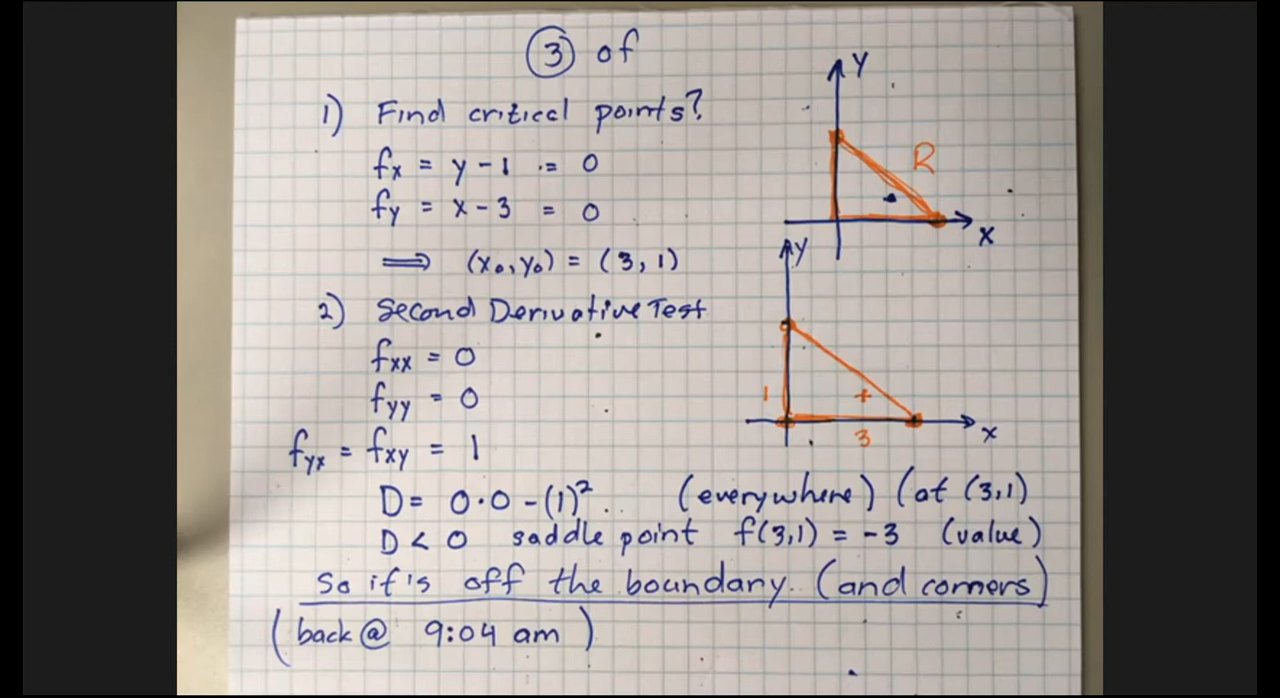 ③ of
1) Find critical points?
fx = y - 1 = 0
fy = x - 3 = 0
⟹ (x₀, y₀) = (3, 1)
2) Second Derivative Test
fxx = 0
fyy = 0
fyx = fxy = 1
D = 0·0 - (1)² .. (everywhere) (at (3,1)
D < 0 saddle point f(3,1) = -3 (value)
So if's off the boundary. (and corners)
(back@ 9:04 am)
Y
R
X
Y
1
+
3
X